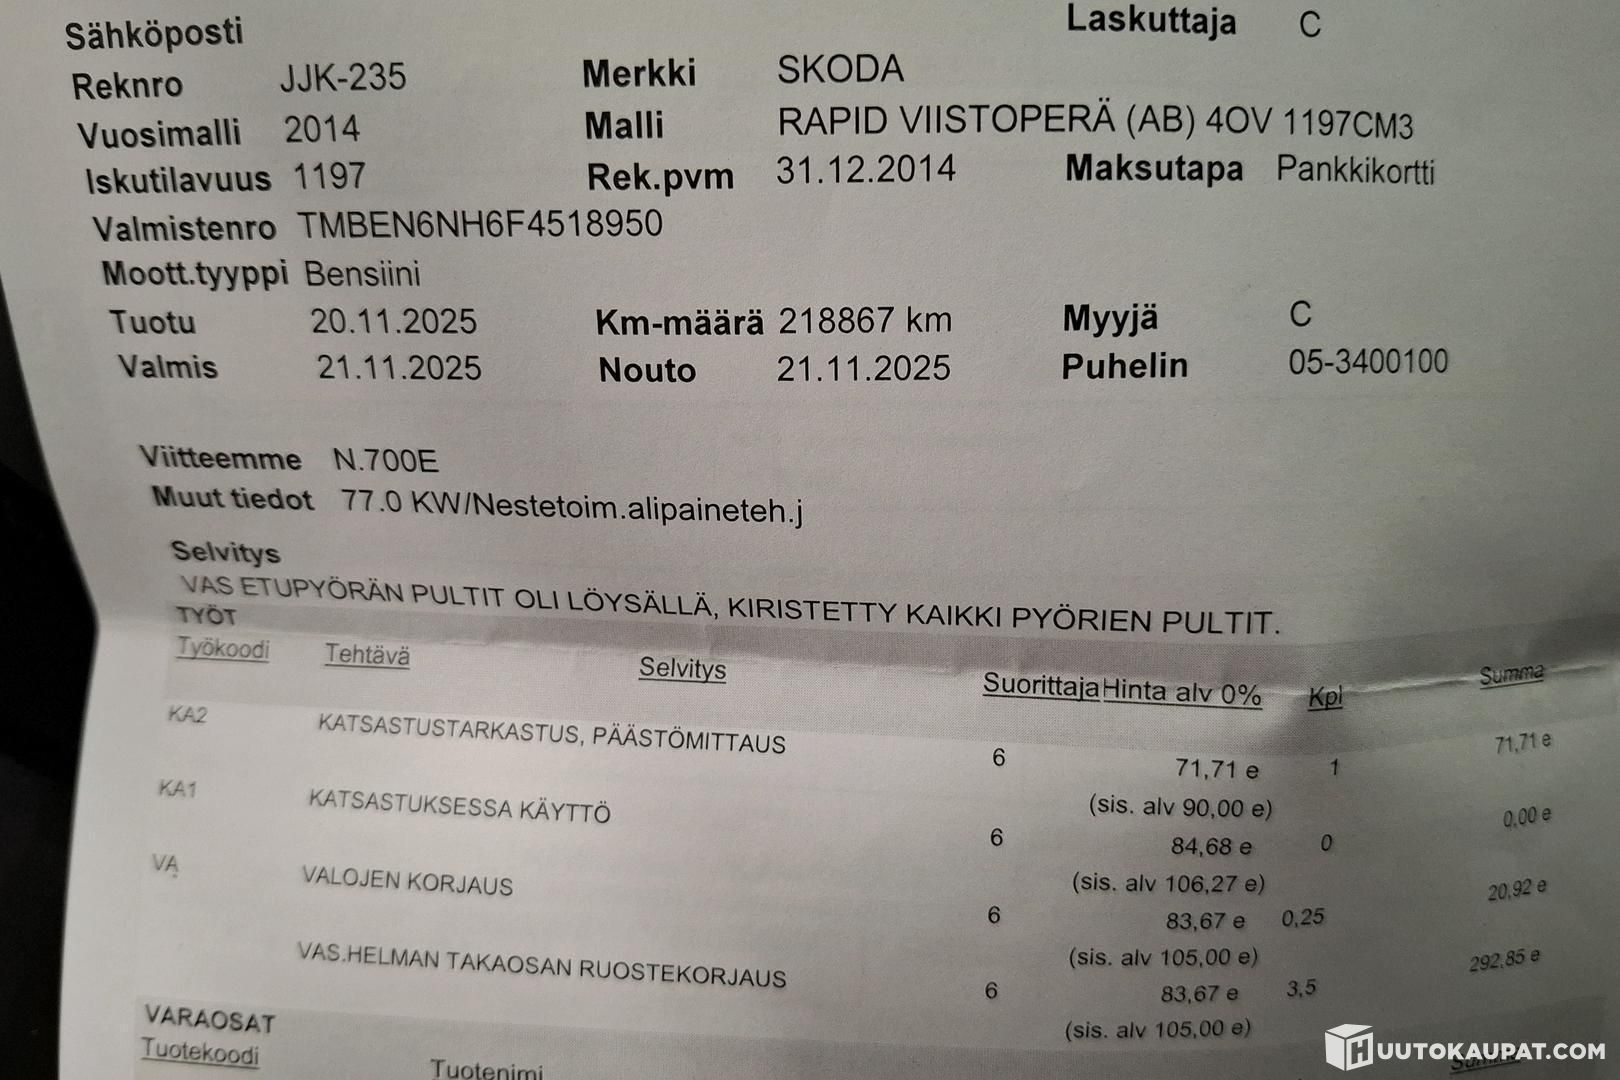 Sähköposti Laskuttaja C
Reknro JJK-235 Merkki SKODA
Vuosimalli 2014 Malli RAPID VIISTOPERÄ (AB) 4OV 1197CM3
Iskutilavuus 1197 Rek.pvm 31.12.2014 Maksutapa Pankkikortti
Valmistenro TMBEN6NH6F4518950
Moott.tyyppi Bensiini
Tuotu 20.11.2025 Km-määrä 218867 km Myyjä C
Valmis 21.11.2025 Nouto 21.11.2025 Puhelin 05-3400100
Viitteemme N.700E
Muut tiedot 77.0 KW/Nestetoim.alipaineteh.j
Selvitys
VAS ETUPYÖRÄN PULTIT OLI LÖYSÄLLÄ, KIRISTETTY KAIKKI PYÖRIEN PULTIT.
TYÖT
Työkoodi Tehtävä Selvitys Suorittaja Hinta alv 0% Kpl Summa
KA2 KATSASTUSTARKASTUS, PÄÄSTÖMITTAUS 6 71,71 e 1 71,71 e
(sis. alv 90,00 e)
KA1 KATSASTUKSESSA KÄYTTÖ 6 84,68 e 0 0,00 e
(sis. alv 106,27 e)
VA VALOJEN KORJAUS 6 83,67 e 0,25 20,92 e
(sis. alv 105,00 e)
VAS.HELMAN TAKAOSAN RUOSTEKORJAUS 6 83,67 e 3,5 292,85 e
(sis. alv 105,00 e)
VARAOSAT
Tuotekoodi Tuotenimi
HUUTOKAUPAT.COM